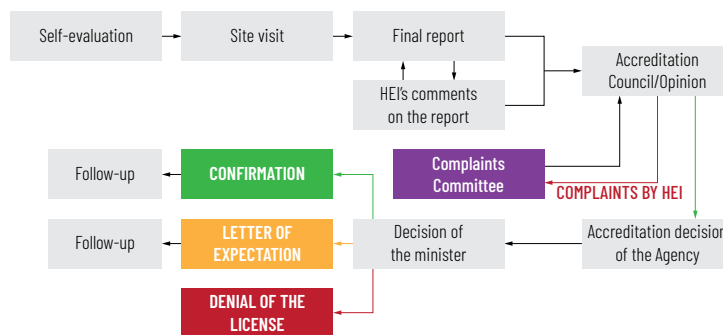 Self-evaluation
Site visit
Final report
Accreditation
Council/Opinion
HEI's comments
on the report
Follow-up
CONFIRMATION
Complaints
Committee
COMPLAINTS BY HEI
Follow-up
LETTER OF
EXPECTATION
Decision of
the minister
Accreditation decision
of the Agency
DENIAL OF THE
LICENSE